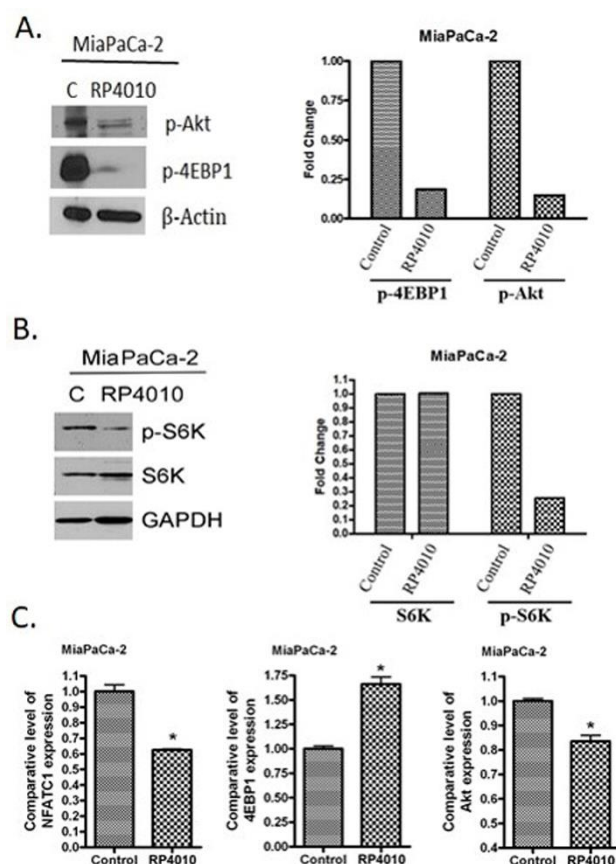 A.
MiaPaCa-2
C RP4010
p-Akt
p-4EBP1
β-Actin
MiaPaCa-2
Fold Change
1.00
0.75
0.50
0.25
0.00
Control RP4010 Control RP4010
p-4EBP1 p-Akt
B.
MiaPaCa-2
C RP4010
p-S6K
S6K
GAPDH
MiaPaCa-2
Fold Change
1.1
1.0
0.9
0.8
0.7
0.6
0.5
0.4
0.3
0.2
0.1
0.0
Control RP4010 Control RP4010
S6K p-S6K
C.
MiaPaCa-2
Comparative level of
NFATC1 expression
1.1
1.0
0.9
0.8
0.7
0.6
0.5
0.4
0.3
0.2
0.1
0.0
*
Control RP4010
MiaPaCa-2
Comparative level of
4EBP1 expression
1.75
1.50
1.25
1.00
0.75
0.50
0.25
0.00
*
Control RP4010
MiaPaCa-2
Comparative level of
Akt expression
1.1
1.0
0.9
0.8
0.7
0.6
0.5
0.4
*
Control RP4010